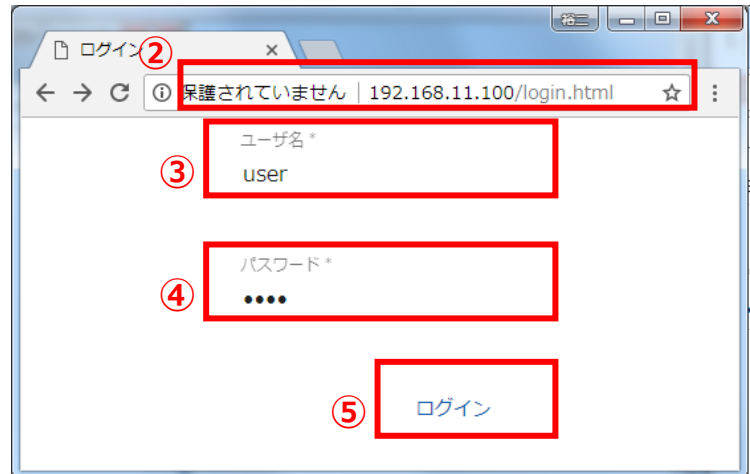 裕二
ログイン
②
保護されていません | 192.168.11.100/login.html
③
ユーザ名 *
user
④
パスワード *
••••
⑤
ログイン